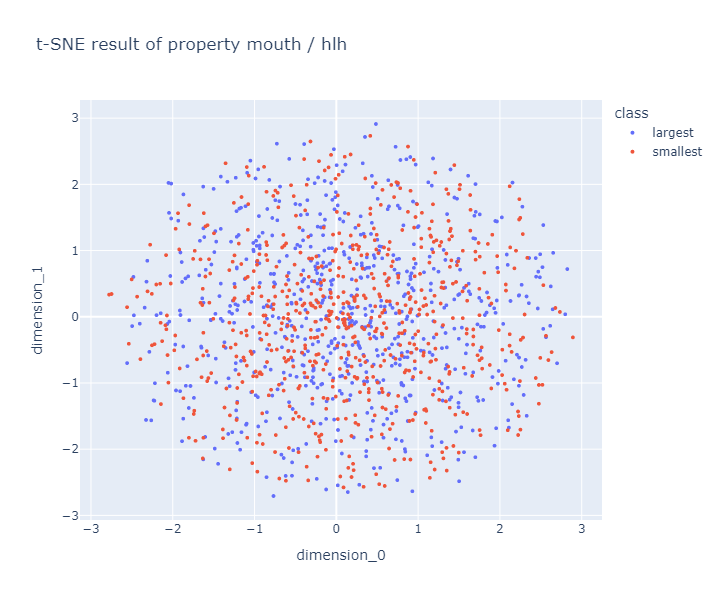 t-SNE result of property mouth / hlh
class
largest
smallest
3
2
1
0
−1
−2
−3
dimension_1
−3
−2
−1
0
1
2
3
dimension_0